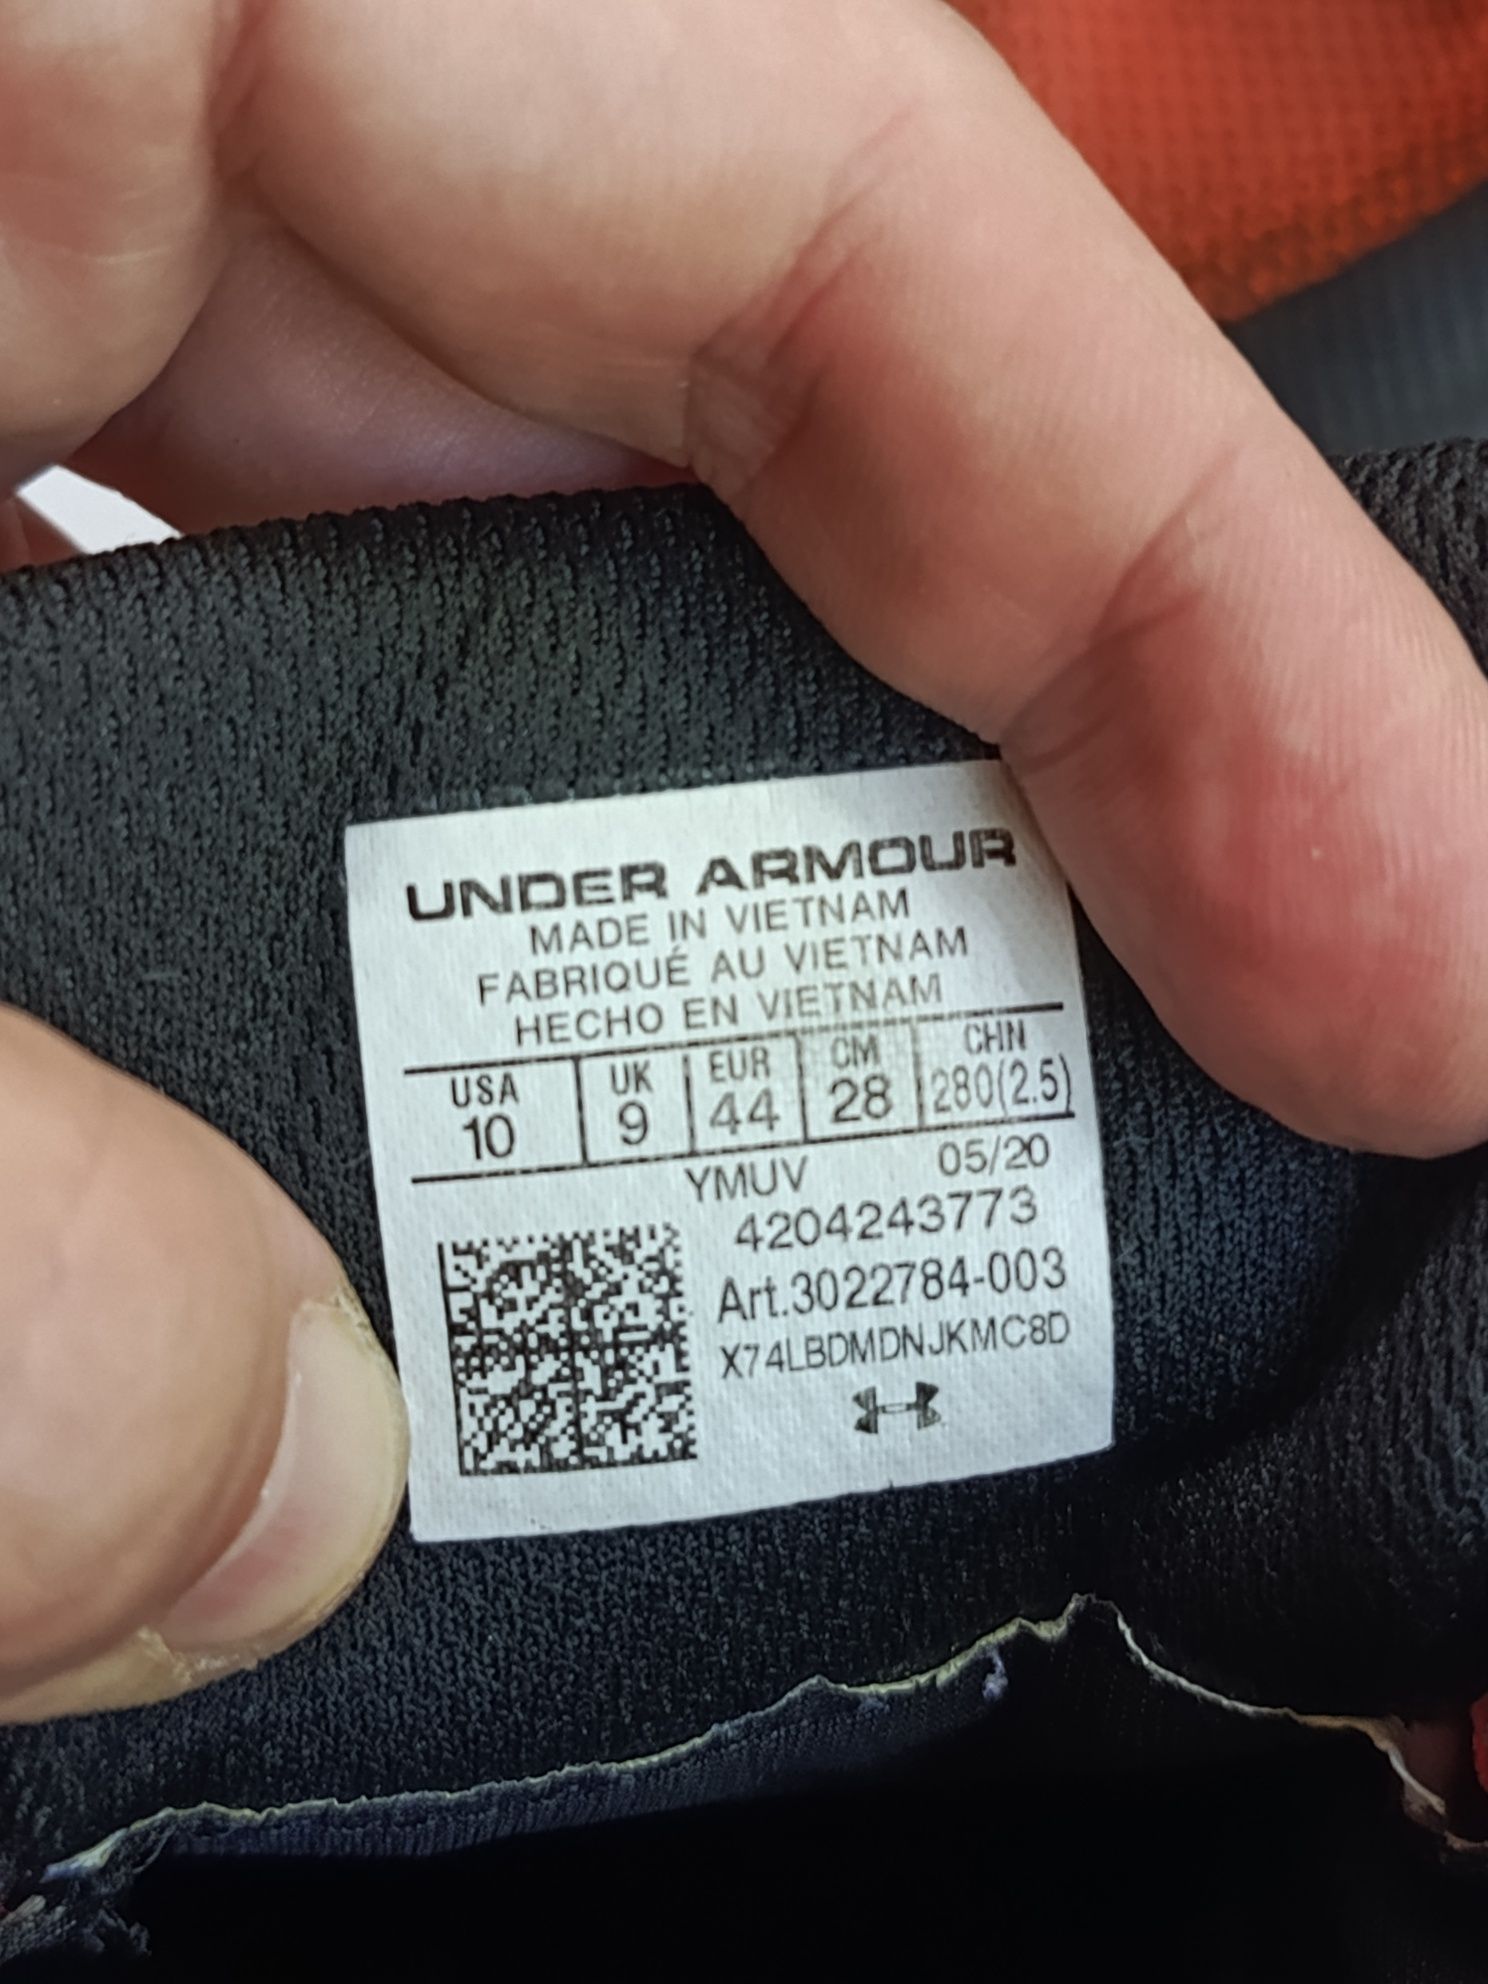 UNDER ARMOUR
MADE IN VIETNAM
FABRIQUÉ AU VIETNAM
HECHO EN VIETNAM
USA UK EUR CM CHN
10 9 44 28 280(2.5)
YMUV 05/20
4204243773
Art.3022784-003
X74LBDMDNJKMC8D